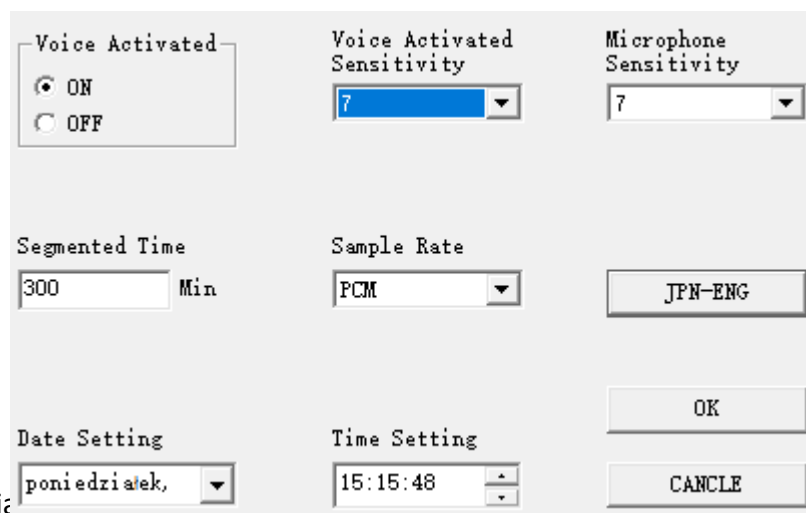 Voice Activated
ON
OFF
Voice Activated
Sensitivity
7
Microphone
Sensitivity
7
Segmented Time
300 Min
Sample Rate
PCM
JPN-ENG
OK
Date Setting
poniedziałek,
Time Setting
15:15:48
CANCLE